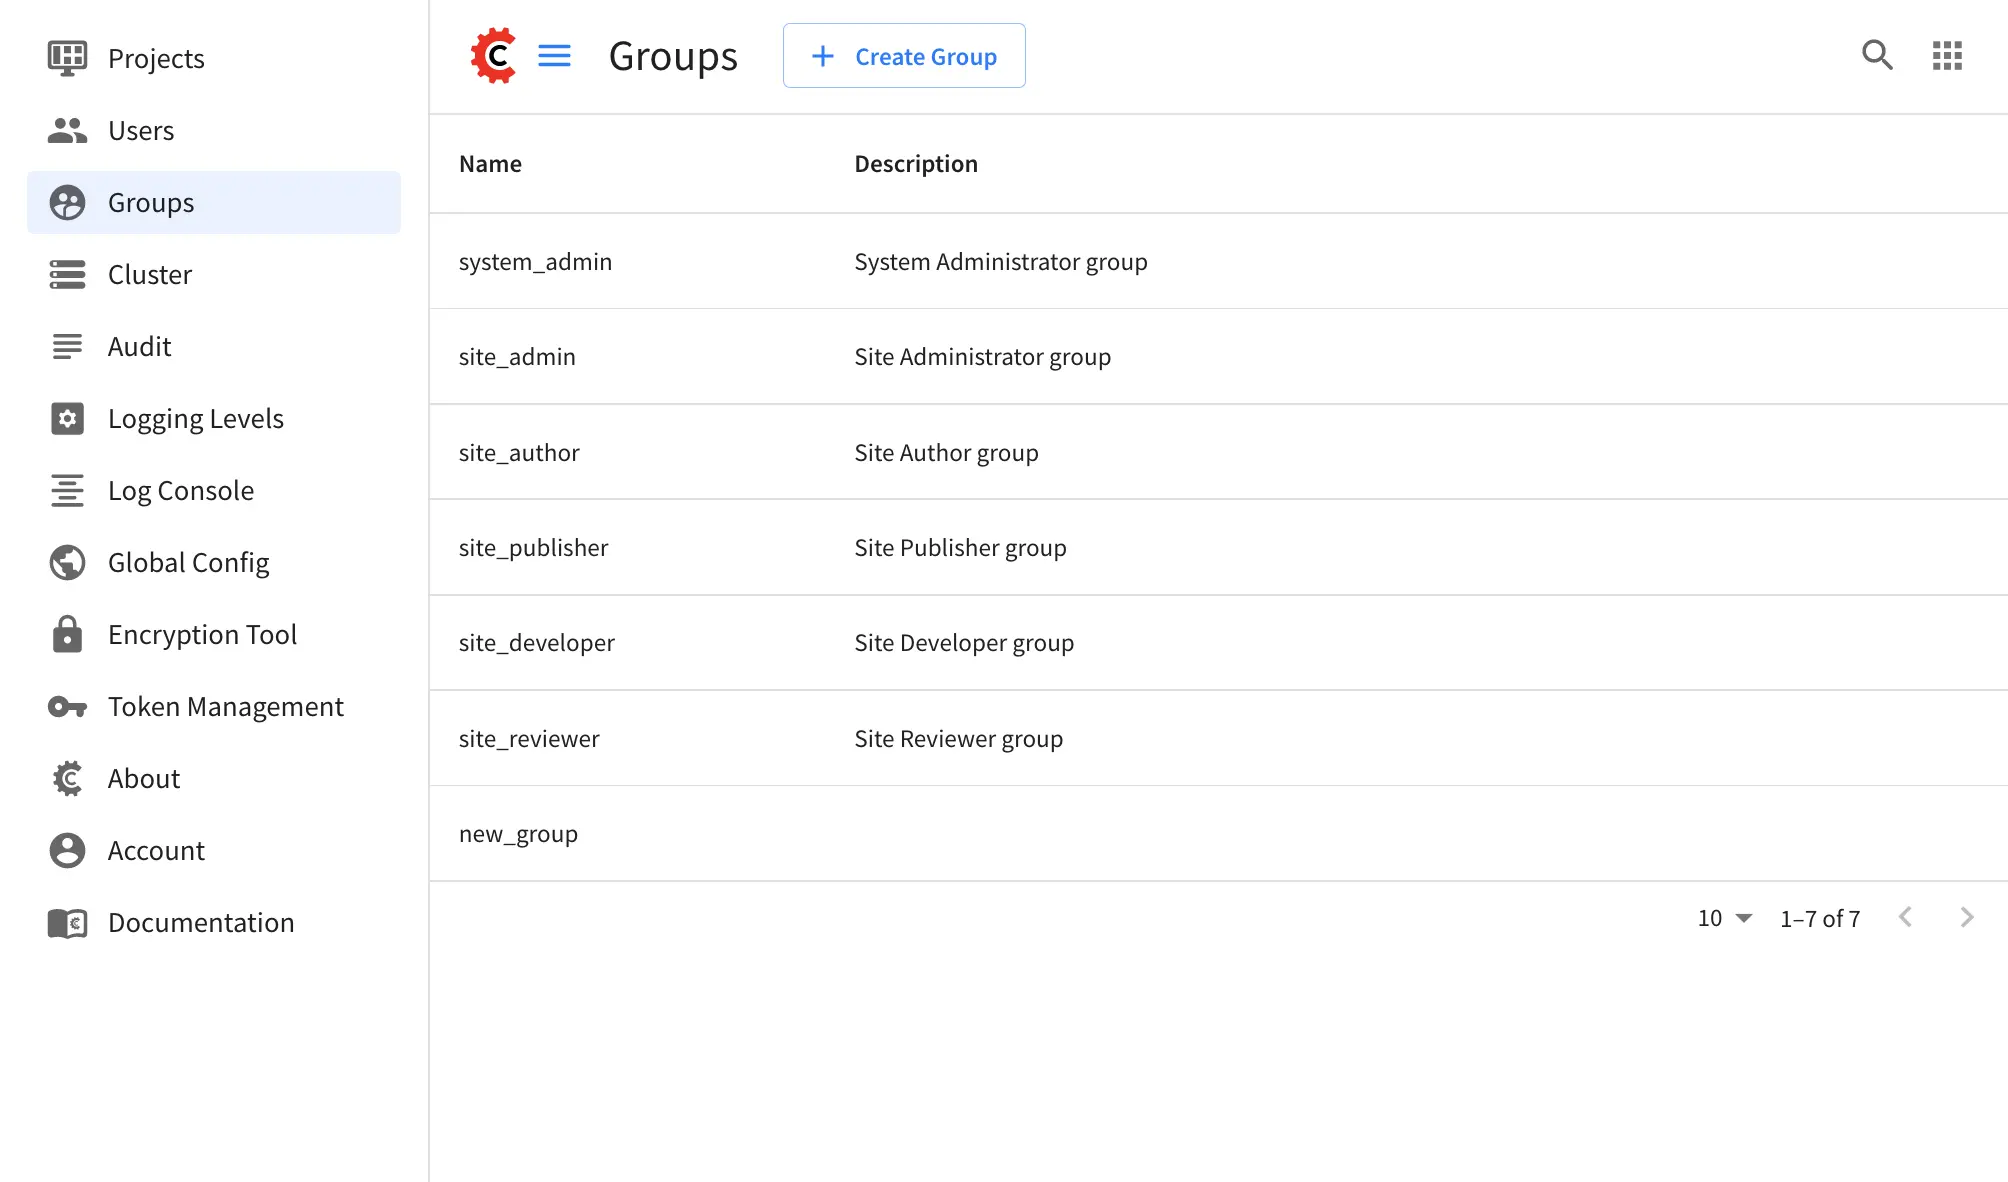 Projects
Users
Groups
Cluster
Audit
Logging Levels
Log Console
Global Config
Encryption Tool
Token Management
About
Account
Documentation
Groups
Create Group
Name Description
system_admin System Administrator group
site_admin Site Administrator group
site_author Site Author group
site_publisher Site Publisher group
site_developer Site Developer group
site_reviewer Site Reviewer group
new_group
10 1–7 of 7